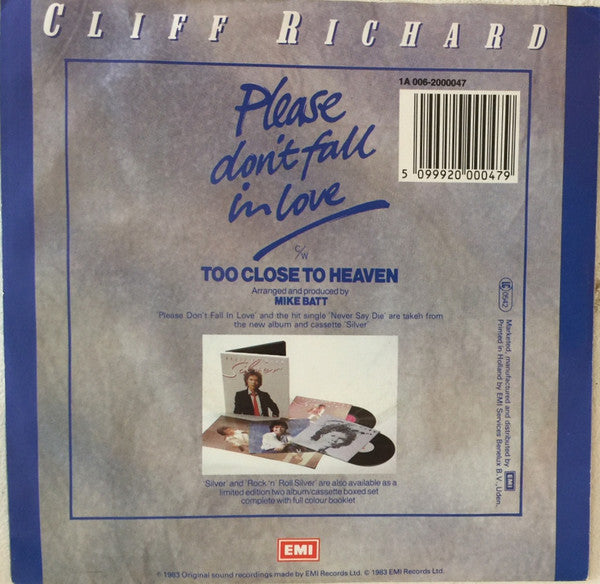 CLIFF RICHARD
1A 006-2000047
5 099920 000479
Please
don't fall
in love
c/w
TOO CLOSE TO HEAVEN
Arranged and produced by
MIKE BATT
'Please Don't Fall In Love' and the hit single 'Never Say Die' are taken from
the new album and cassette 'Silver'
Silver
'Silver' and 'Rock 'n' Roll Silver' are also available as a
limited edition two album/cassette boxed set
complete with full colour booklet
LC 0542
Marketed, manufactured and distributed by EMI
Printed in Holland by EMI Services Benelux B.V., Uden.
EMI
℗ 1983 Original sound recordings made by EMI Records Ltd. © 1983 EMI Records Ltd.